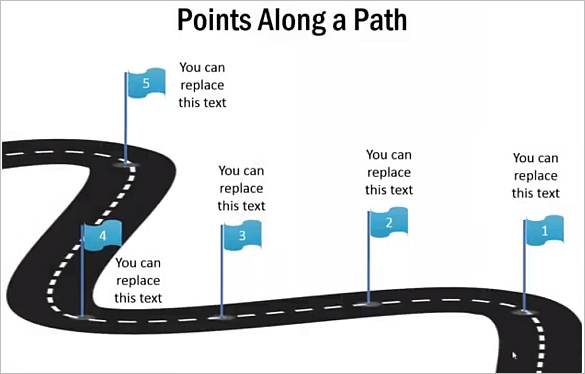 Points Along a Path
5
You can
replace
this text
4
You can
replace
this text
3
You can
replace
this text
2
You can
replace
this text
1
You can
replace
this text